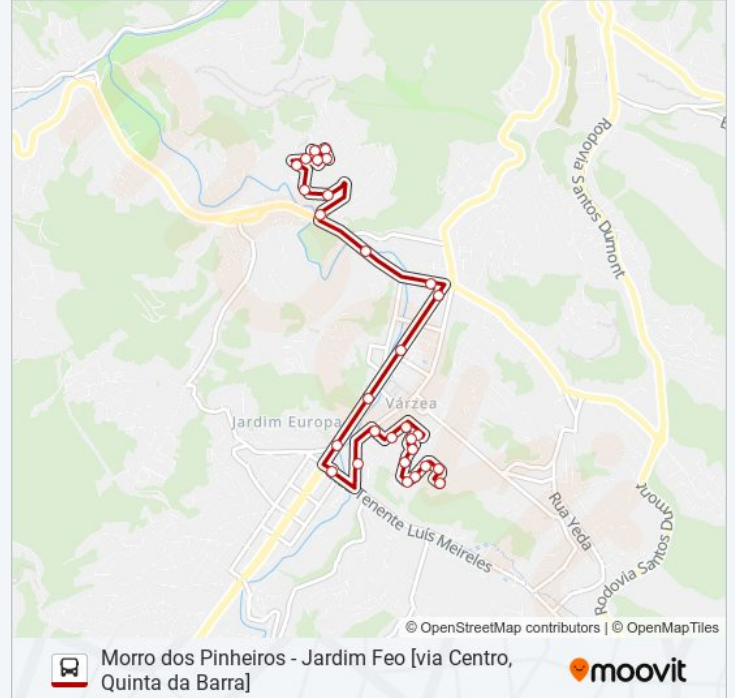 Rodovia Santos Dumont
Várzea
Jardim Europa
Tenente Luís Meireles
Rua Yeda
Rodovia Santos Dumont
© OpenStreetMap contributors | © OpenMapTiles
Morro dos Pinheiros - Jardim Feo [via Centro,
Quinta da Barra]
moovit